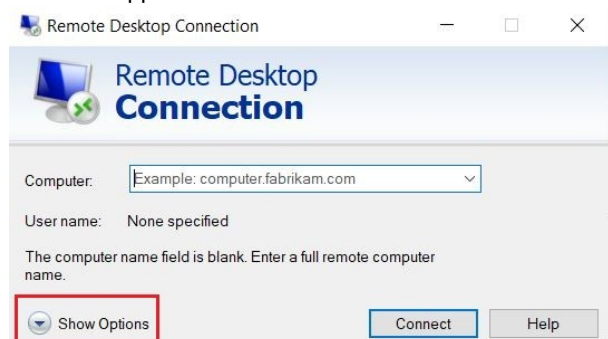 Remote Desktop Connection
Remote Desktop
Connection
Computer: Example: computer.fabrikam.com
User name: None specified
The computer name field is blank. Enter a full remote computer
name.
Show Options Connect Help